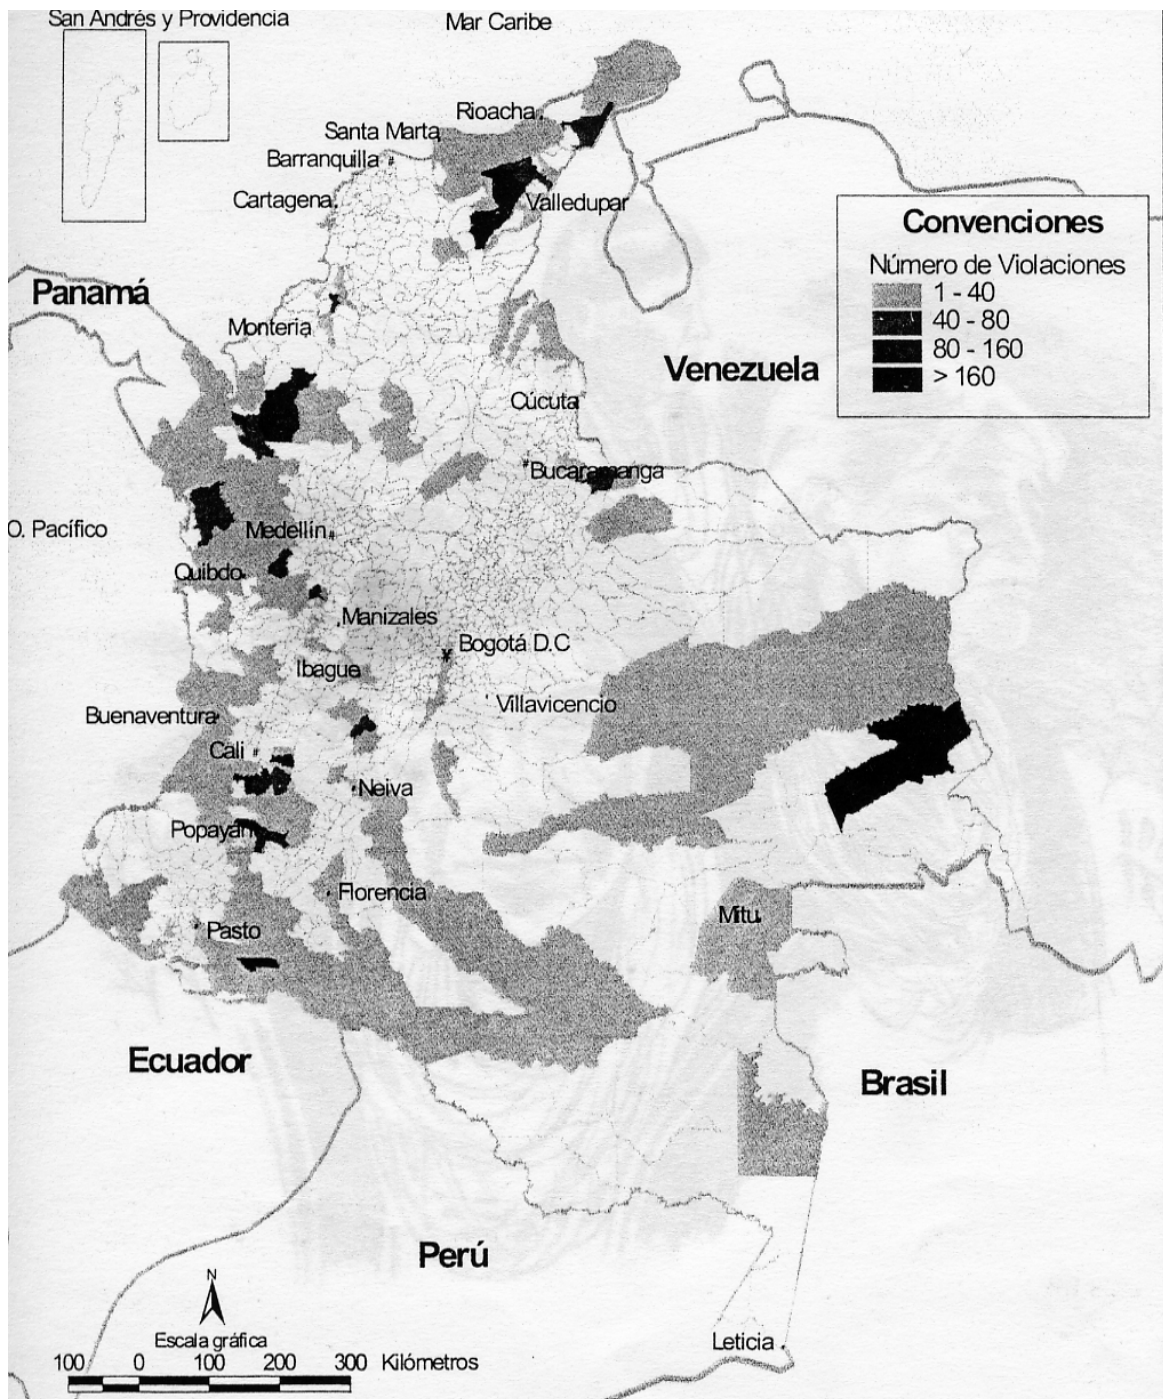 San Andrés y Providencia
Mar Caribe
Rioacha
Santa Marta
Barranquilla
Cartagena
Valledupar
Convenciones
Número de Violaciones
1 - 40
40 - 80
80 - 160
> 160
Panamá
Montería
Venezuela
Cúcuta
Bucaramanga
O. Pacífico
Medellín
Quibdo
Manizales
Bogotá D.C
Ibague
Villavicencio
Buenaventura
Cali
Neiva
Popayán
Florencia
Mitu
Pasto
Ecuador
Brasil
Perú
N
Escala gráfica
Leticia
100 0 100 200 300 Kilómetros